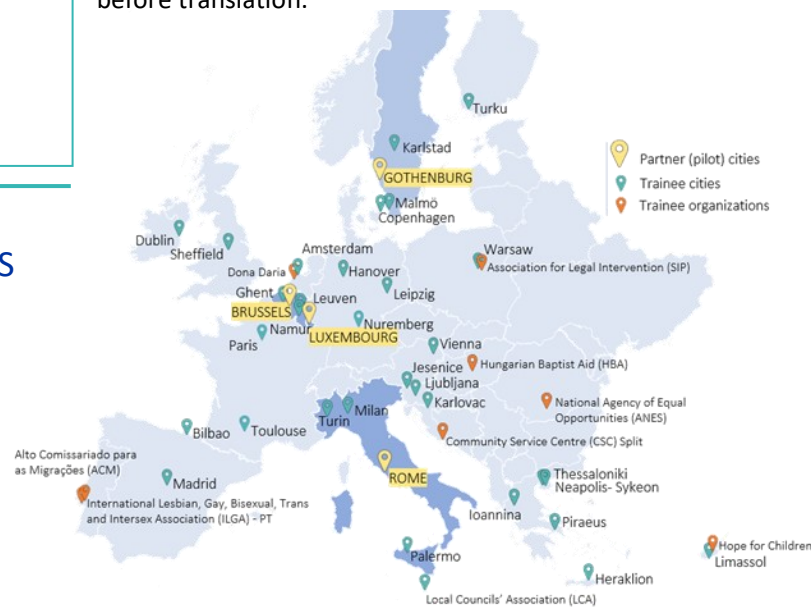 before translation.
S
Turku
Karlstad
GOTHENBURG
Malmö
Copenhagen
Partner (pilot) cities
Trainee cities
Trainee organizations
Dublin
Sheffield
Amsterdam
Dona Daria
Hanover
Warsaw
Association for Legal Intervention (SIP)
Ghent
Leuven
Leipzig
BRUSSELS
Namur
LUXEMBOURG
Nuremberg
Paris
Vienna
Jesenice
Ljubljana
Hungarian Baptist Aid (HBA)
Karlovac
National Agency of Equal
Opportunities (ANES)
Turin
Milan
Bilbao
Toulouse
Community Service Centre (CSC) Split
Alto Comissariado para
as Migrações (ACM)
Madrid
ROME
Thessaloniki
Neapolis- Sykeon
International Lesbian, Gay, Bisexual, Trans
and Intersex Association (ILGA) - PT
Ioannina
Piraeus
Palermo
Hope for Children
Limassol
Heraklion
Local Councils' Association (LCA)